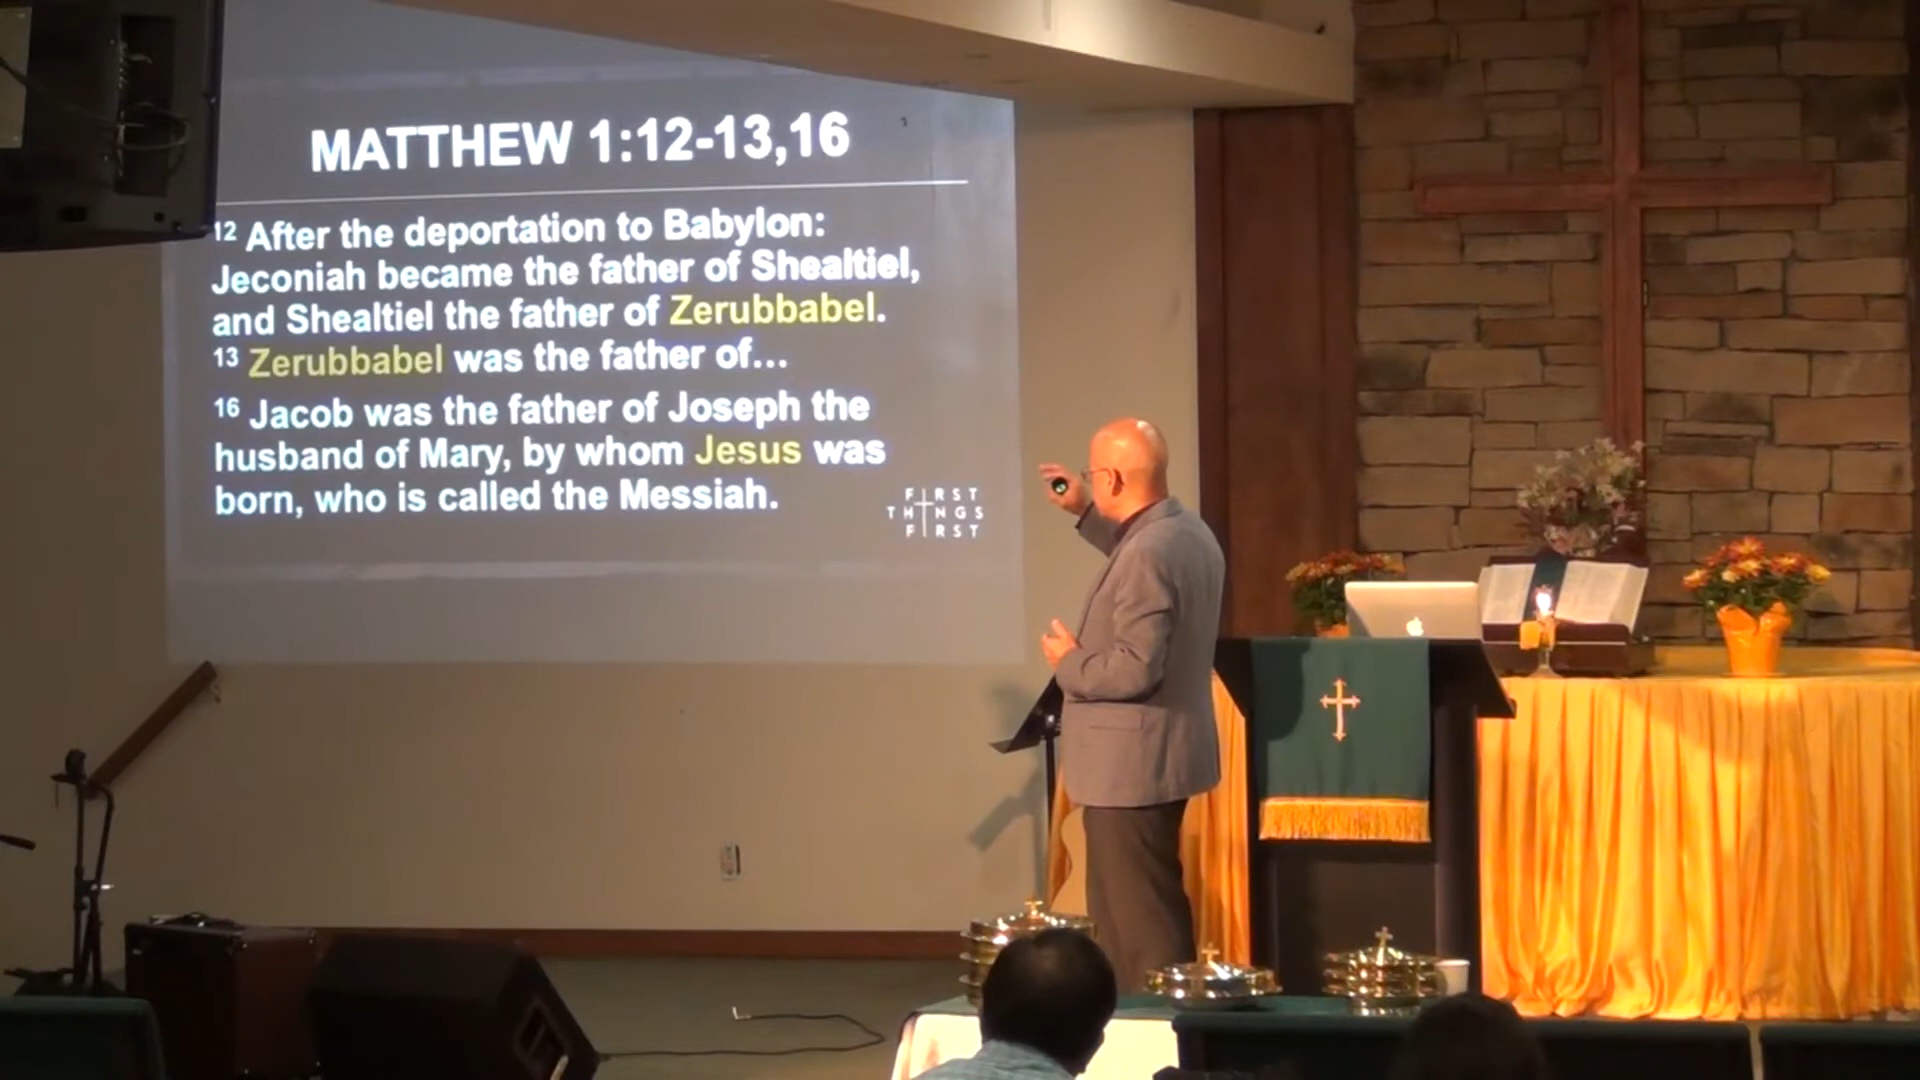 MATTHEW 1:12-13,16
12 After the deportation to Babylon:
Jeconiah became the father of Shealtiel,
and Shealtiel the father of Zerubbabel.
13 Zerubbabel was the father of...
16 Jacob was the father of Joseph the
husband of Mary, by whom Jesus was
born, who is called the Messiah.
FIRST
THINGS
FIRST